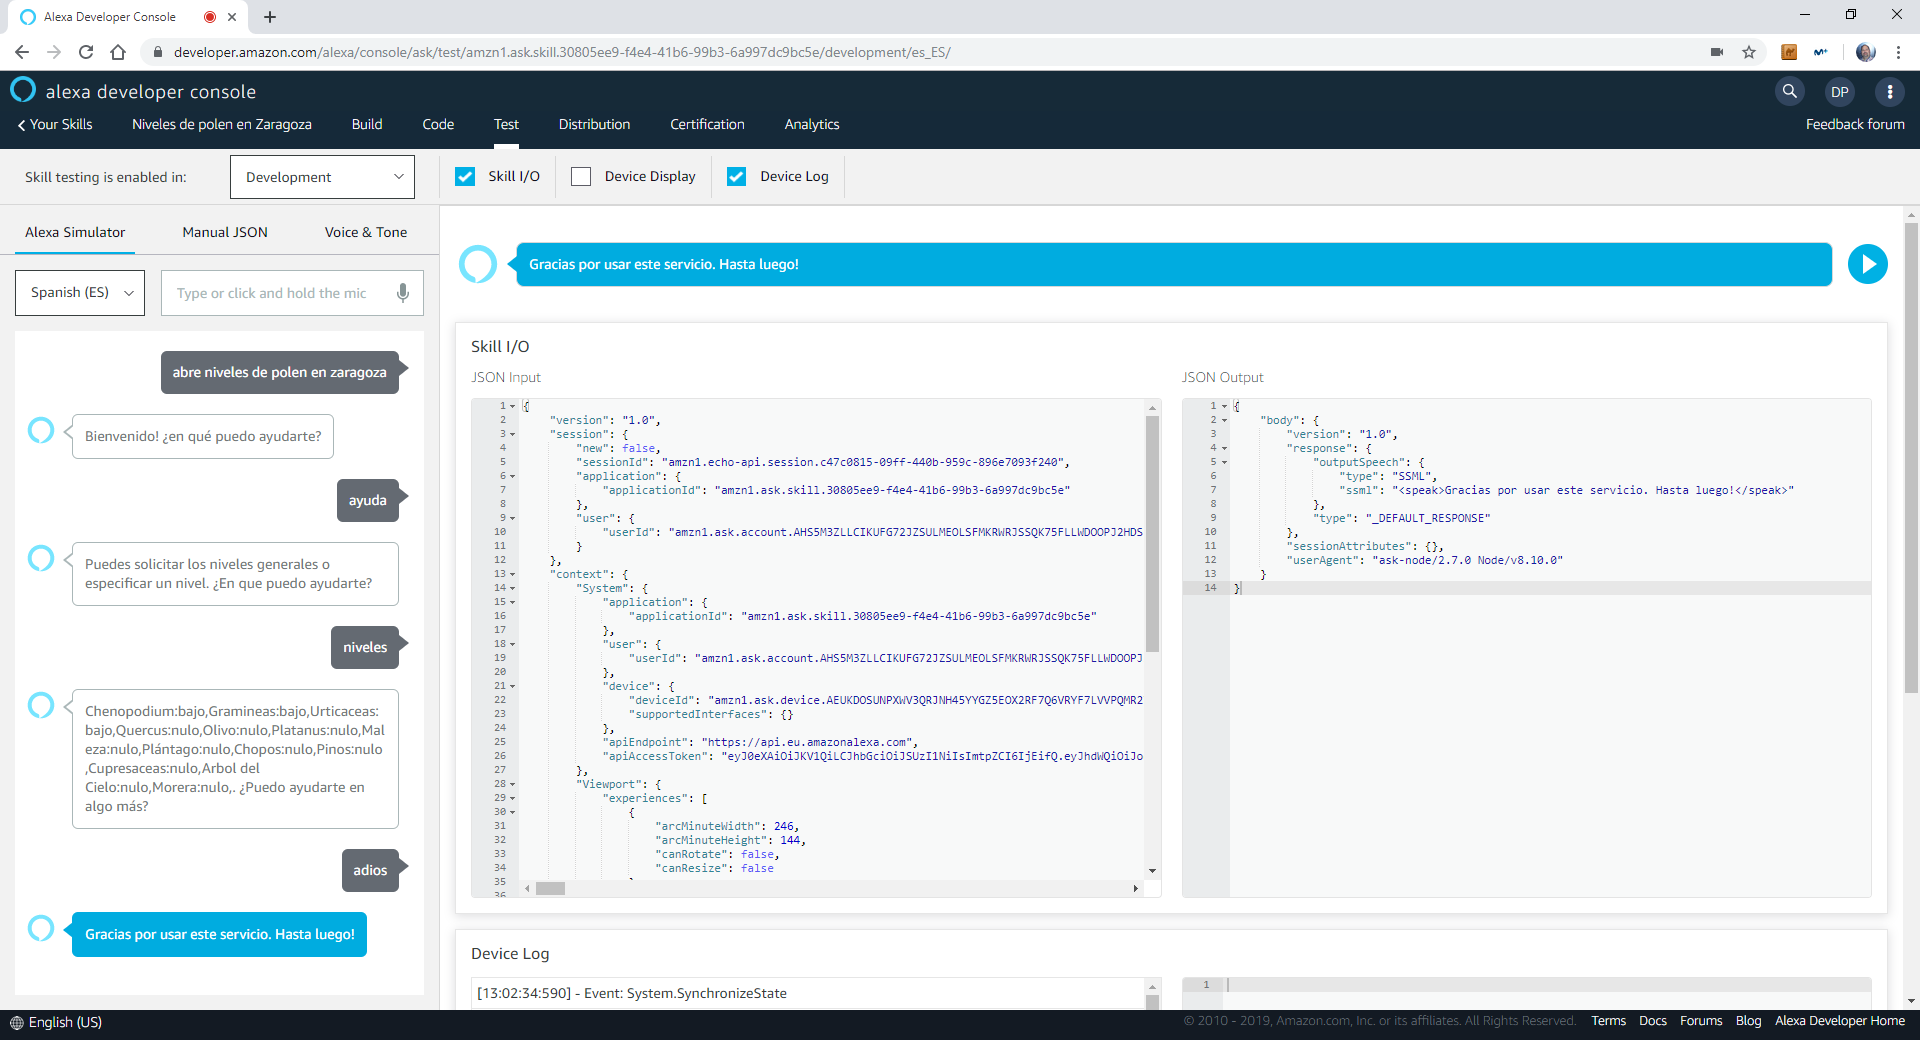 Alexa Developer Console
developer.amazon.com/alexa/console/ask/test/amzn1.ask.skill.30805ee9-f4e4-41b6-99b3-6a997dc9bc5e/development/es_ES/
alexa developer console
DP
Your Skills
Niveles de polen en Zaragoza
Build
Code
Test
Distribution
Certification
Analytics
Feedback forum
Skill testing is enabled in:
Development
Skill I/O
Device Display
Device Log
Alexa Simulator
Manual JSON
Voice & Tone
Spanish (ES)
Type or click and hold the mic
abre niveles de polen en zaragoza
Bienvenido! ¿en qué puedo ayudarte?
ayuda
Puedes solicitar los niveles generales o
especificar un nivel. ¿En que puedo ayudarte?
niveles
Chenopodium:bajo,Gramineas:bajo,Urticaceas:
bajo,Quercus:nulo,Olivo:nulo,Platanus:nulo,Mal
eza:nulo,Plántago:nulo,Chopos:nulo,Pinos:nulo
,Cupresaceas:nulo,Arbol del
Cielo:nulo,Morera:nulo,. ¿Puedo ayudarte en
algo más?
adios
Gracias por usar este servicio. Hasta luego!
Gracias por usar este servicio. Hasta luego!
Skill I/O
JSON Input
1 {
2 "version": "1.0",
3 "session": {
4 "new": false,
5 "sessionId": "amzn1.echo-api.session.c47c0815-09ff-440b-959c-896e7093f240",
6 "application": {
7 "applicationId": "amzn1.ask.skill.30805ee9-f4e4-41b6-99b3-6a997dc9bc5e"
8 },
9 "user": {
10 "userId": "amzn1.ask.account.AHS5M3ZLLCIKUFG72JZSULMEOLSFMKRWRJSSQK75FLLWDOOPJ2HDS
11 }
12 },
13 "context": {
14 "System": {
15 "application": {
16 "applicationId": "amzn1.ask.skill.30805ee9-f4e4-41b6-99b3-6a997dc9bc5e"
17 },
18 "user": {
19 "userId": "amzn1.ask.account.AHS5M3ZLLCIKUFG72JZSULMEOLSFMKRWRJSSQK75FLLWDOOPJ
20 },
21 "device": {
22 "deviceId": "amzn1.ask.device.AEUKDOSUNPXWV3QRJNH45YYGZ5EOX2RF7Q6VRYF7LVVPQMR2
23 "supportedInterfaces": {}
24 },
25 "apiEndpoint": "https://api.eu.amazonalexa.com",
26 "apiAccessToken": "eyJ0eXAiOiJKV1QiLCJhbGciOiJSUzI1NiIsImtpZCI6IjEifQ.eyJhdWQiOiJo
27 },
28 "Viewport": {
29 "experiences": [
30 {
31 "arcMinuteWidth": 246,
32 "arcMinuteHeight": 144,
33 "canRotate": false,
34 "canResize": false
35
36
JSON Output
1 {
2 "body": {
3 "version": "1.0",
4 "response": {
5 "outputSpeech": {
6 "type": "SSML",
7 "ssml": "<speak>Gracias por usar este servicio. Hasta luego!</speak>"
8 },
9 "type": "_DEFAULT_RESPONSE"
10 },
11 "sessionAttributes": {},
12 "userAgent": "ask-node/2.7.0 Node/v8.10.0"
13 }
14 }
Device Log
[13:02:34:590] - Event: System.SynchronizeState
1
English (US)
© 2010 - 2019, Amazon.com, Inc. or its affiliates. All Rights Reserved.
Terms
Docs
Forums
Blog
Alexa Developer Home